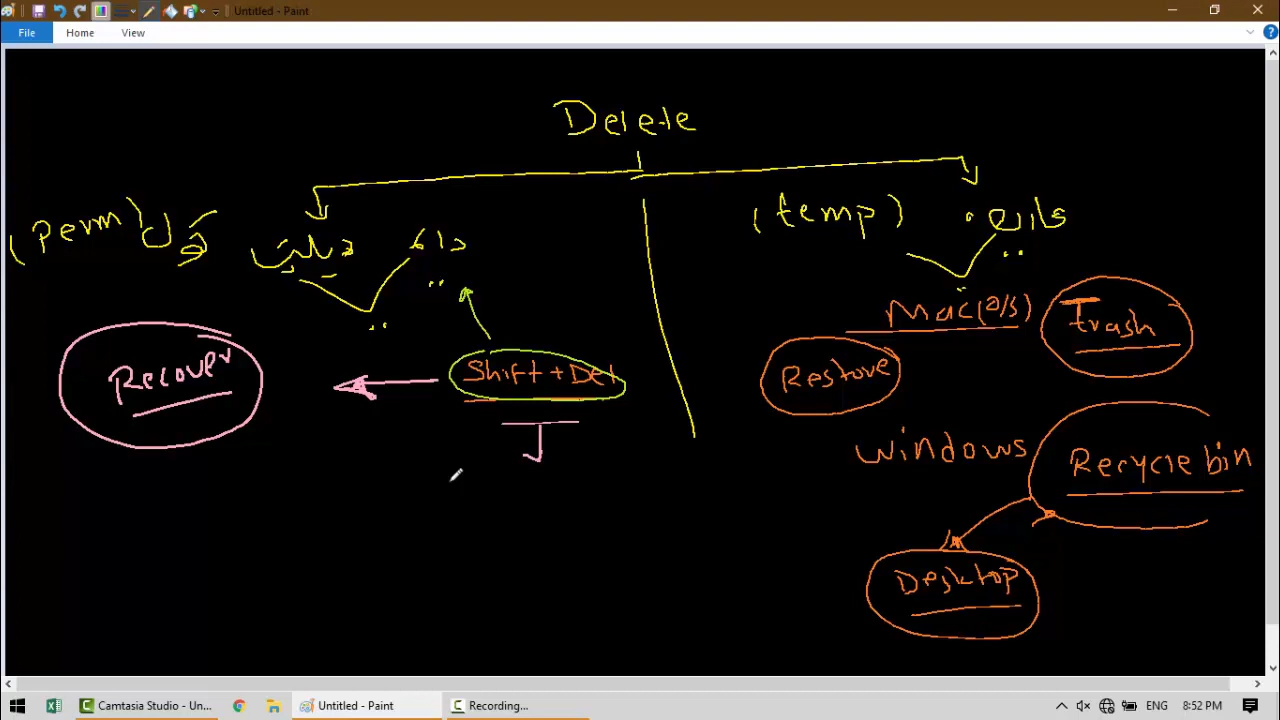 Untitled - Paint
File Home View
Delete
(Perm)
(temp)
Mac(O/S)
Trash
Recover
Shift + Del
Restore
Windows
Recycle bin
Desktop
Camtasia Studio - Un...
Untitled - Paint
Recording...
ENG
8:52 PM